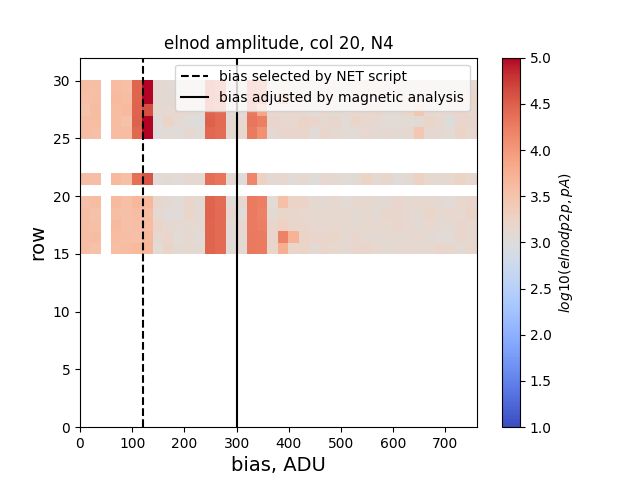 elnod amplitude, col 20, N4
bias selected by NET script
bias adjusted by magnetic analysis
row
30
25
20
15
10
5
0
0 100 200 300 400 500 600 700
bias, ADU
5.0
4.5
4.0
3.5
3.0
2.5
2.0
1.5
1.0
log10(elnodp2p, pA)